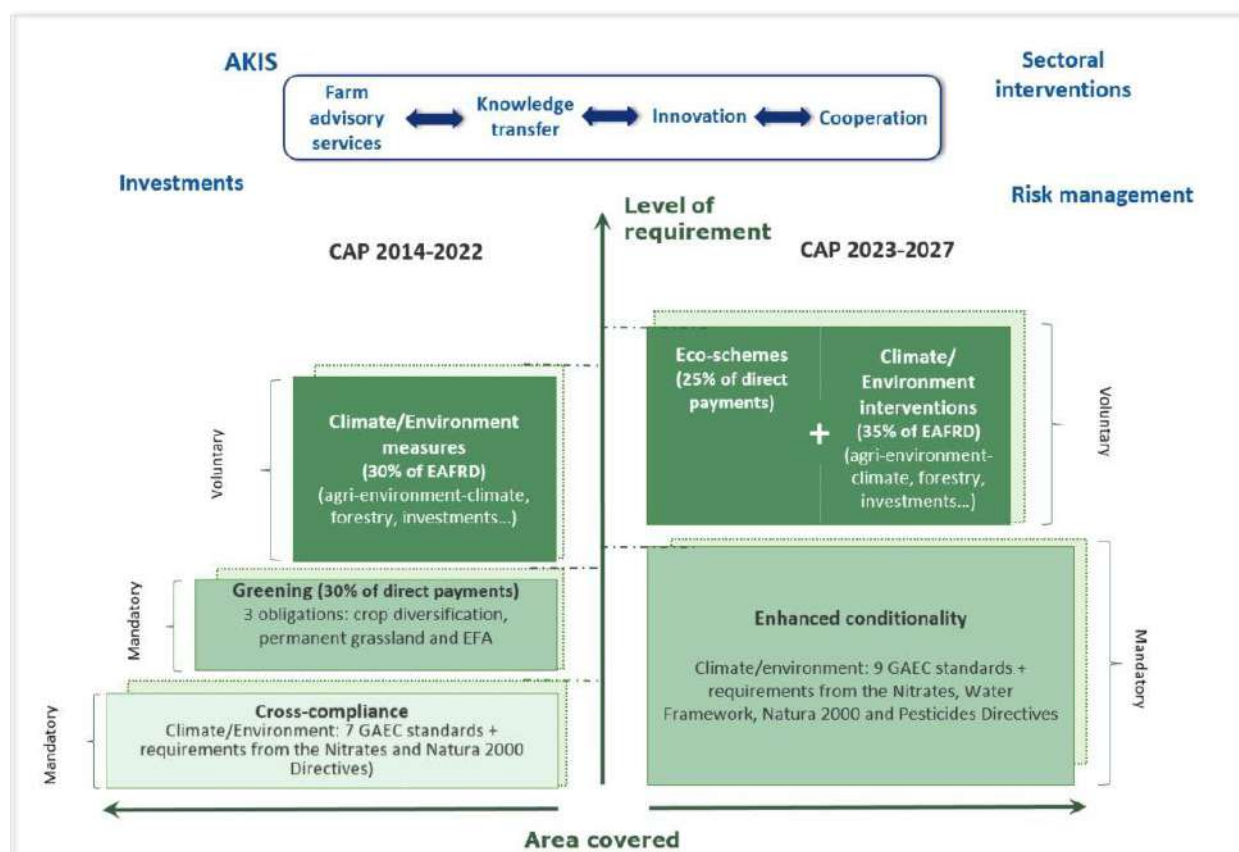 AKIS
Sectoral
interventions
Farm
advisory
services
Knowledge
transfer
Innovation
Cooperation
Investments
Risk management
Level of
requirement
CAP 2014-2022
CAP 2023-2027
Voluntary
Climate/Environment
measures
(30% of EAFRD)
(agri-environment-climate,
forestry, investments...)
Mandatory
Greening (30% of direct payments)
3 obligations: crop diversification,
permanent grassland and EFA
Mandatory
Cross-compliance
Climate/Environment: 7 GAEC standards +
requirements from the Nitrates and Natura 2000
Directives)
Eco-schemes
(25% of direct
payments)
+
Climate/
Environment
interventions
(35% of EAFRD)
(agri-environment-
climate, forestry,
investments...)
Voluntary
Enhanced conditionality
Climate/environment: 9 GAEC standards +
requirements from the Nitrates, Water
Framework, Natura 2000 and Pesticides Directives
Mandatory
Area covered